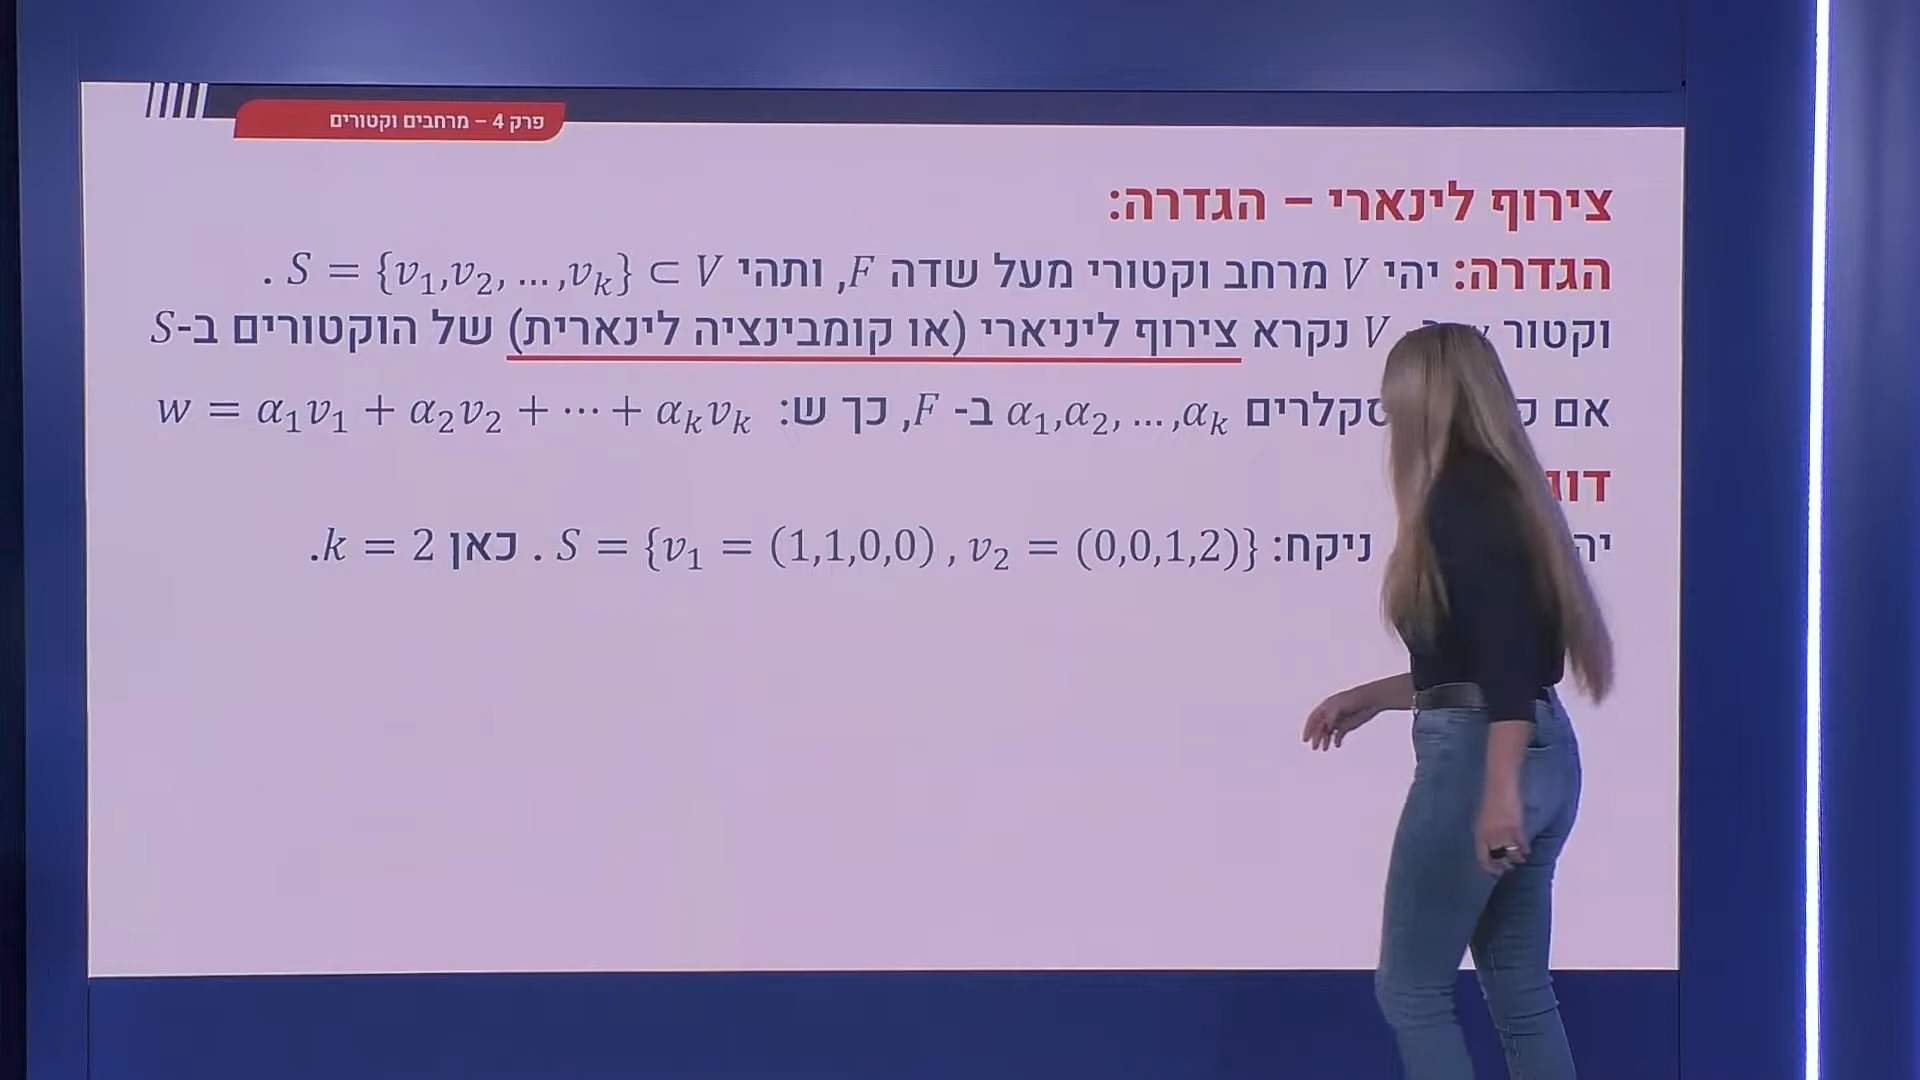 פרק 4 – מרחבים וקטורים
צירוף לינארי – הגדרה:
הגדרה: יהי V מרחב וקטורי מעל שדה F, ותהי S = {v₁,v₂, … ,vₖ} ⊂ V .
וקטור V נקרא צירוף ליניארי (או קומבינציה לינארית) של הוקטורים ב-S
אם סקלרים α₁,α₂, … ,αₖ ב- F, כך ש: w = α₁v₁ + α₂v₂ + ⋯ + αₖvₖ
ניקח: S = {v₁ = (1,1,0,0) , v₂ = (0,0,1,2)} . כאן k = 2.